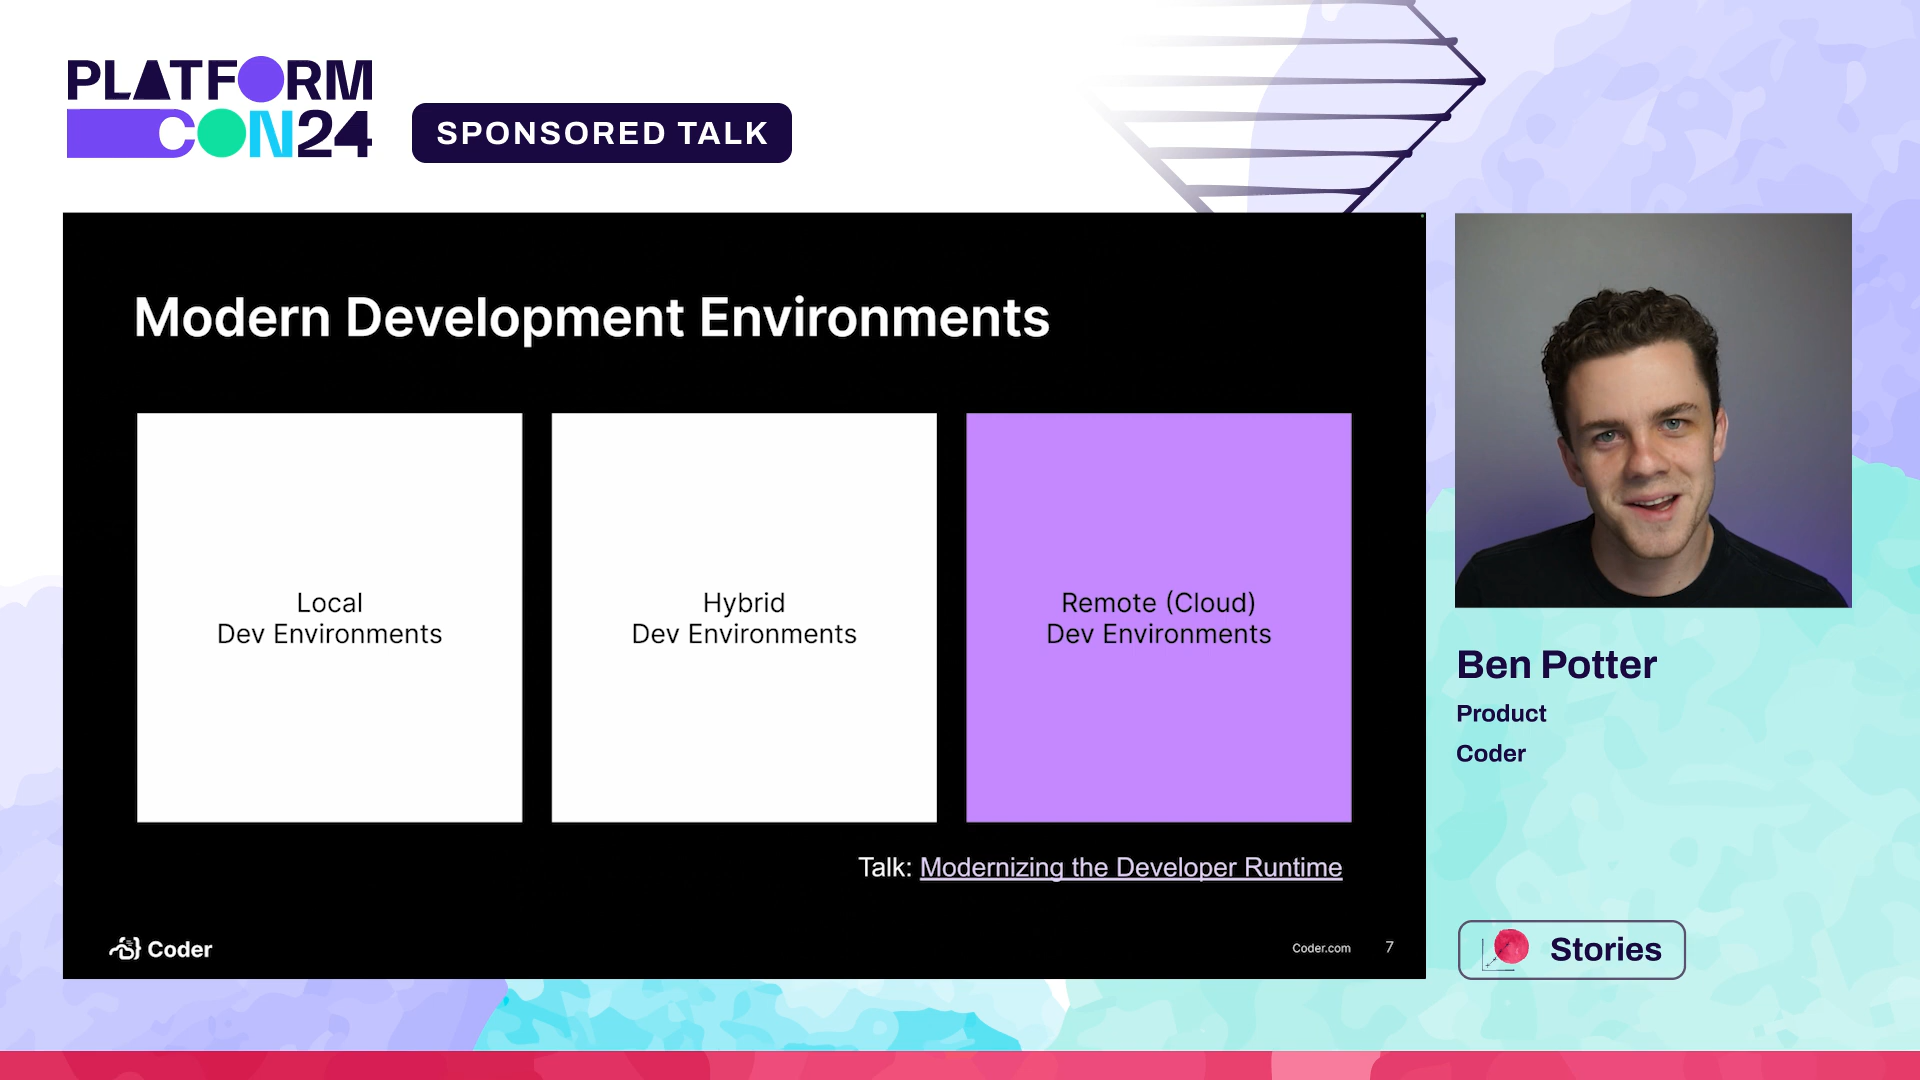 PLATFORM
CON24
SPONSORED TALK
Modern Development Environments
Local
Dev Environments
Hybrid
Dev Environments
Remote (Cloud)
Dev Environments
Talk: Modernizing the Developer Runtime
Coder
Coder.com
7
Ben Potter
Product
Coder
Stories